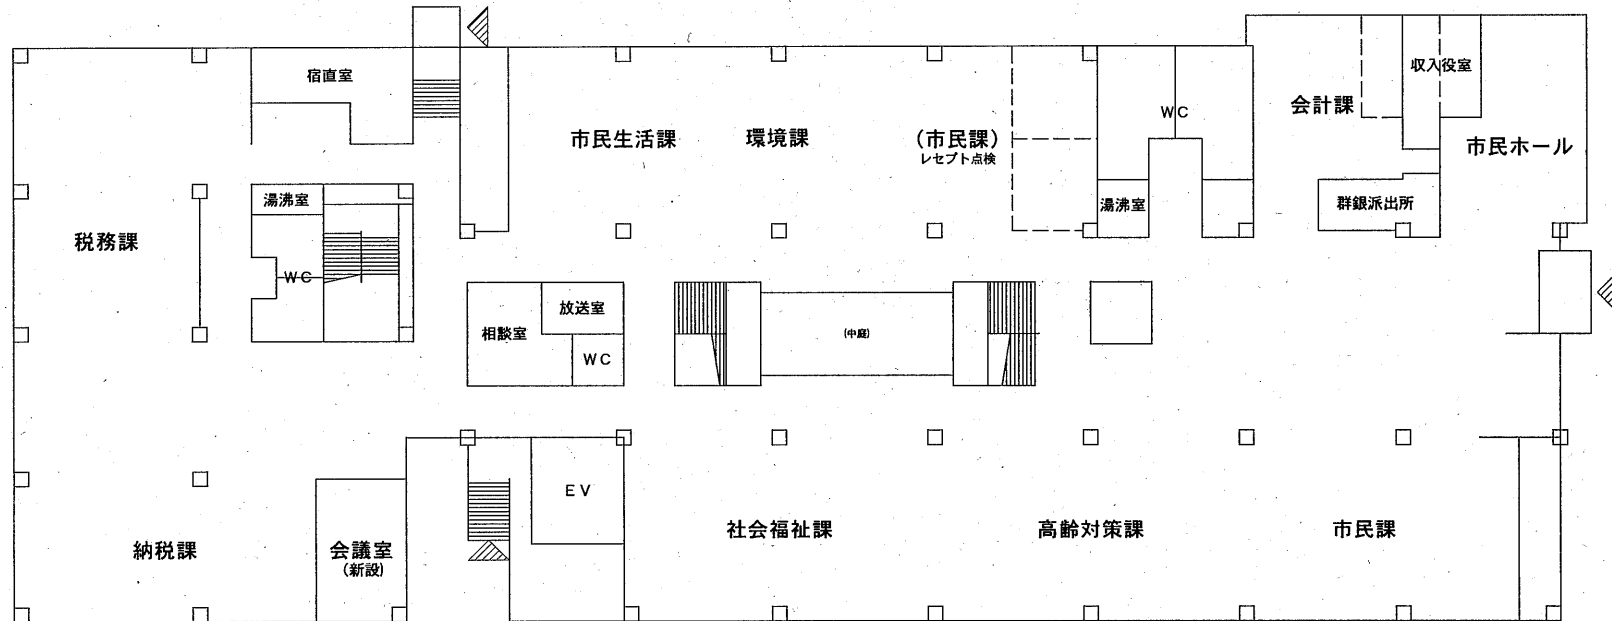 宿直室
市民生活課
環境課
(市民課)
レセプト点検
WC
会計課
収入役室
市民ホール
湯沸室
税務課
WC
湯沸室
群銀派出所
相談室
放送室
WC
(中庭)
EV
納税課
会議室
(新設)
社会福祉課
高齢対策課
市民課